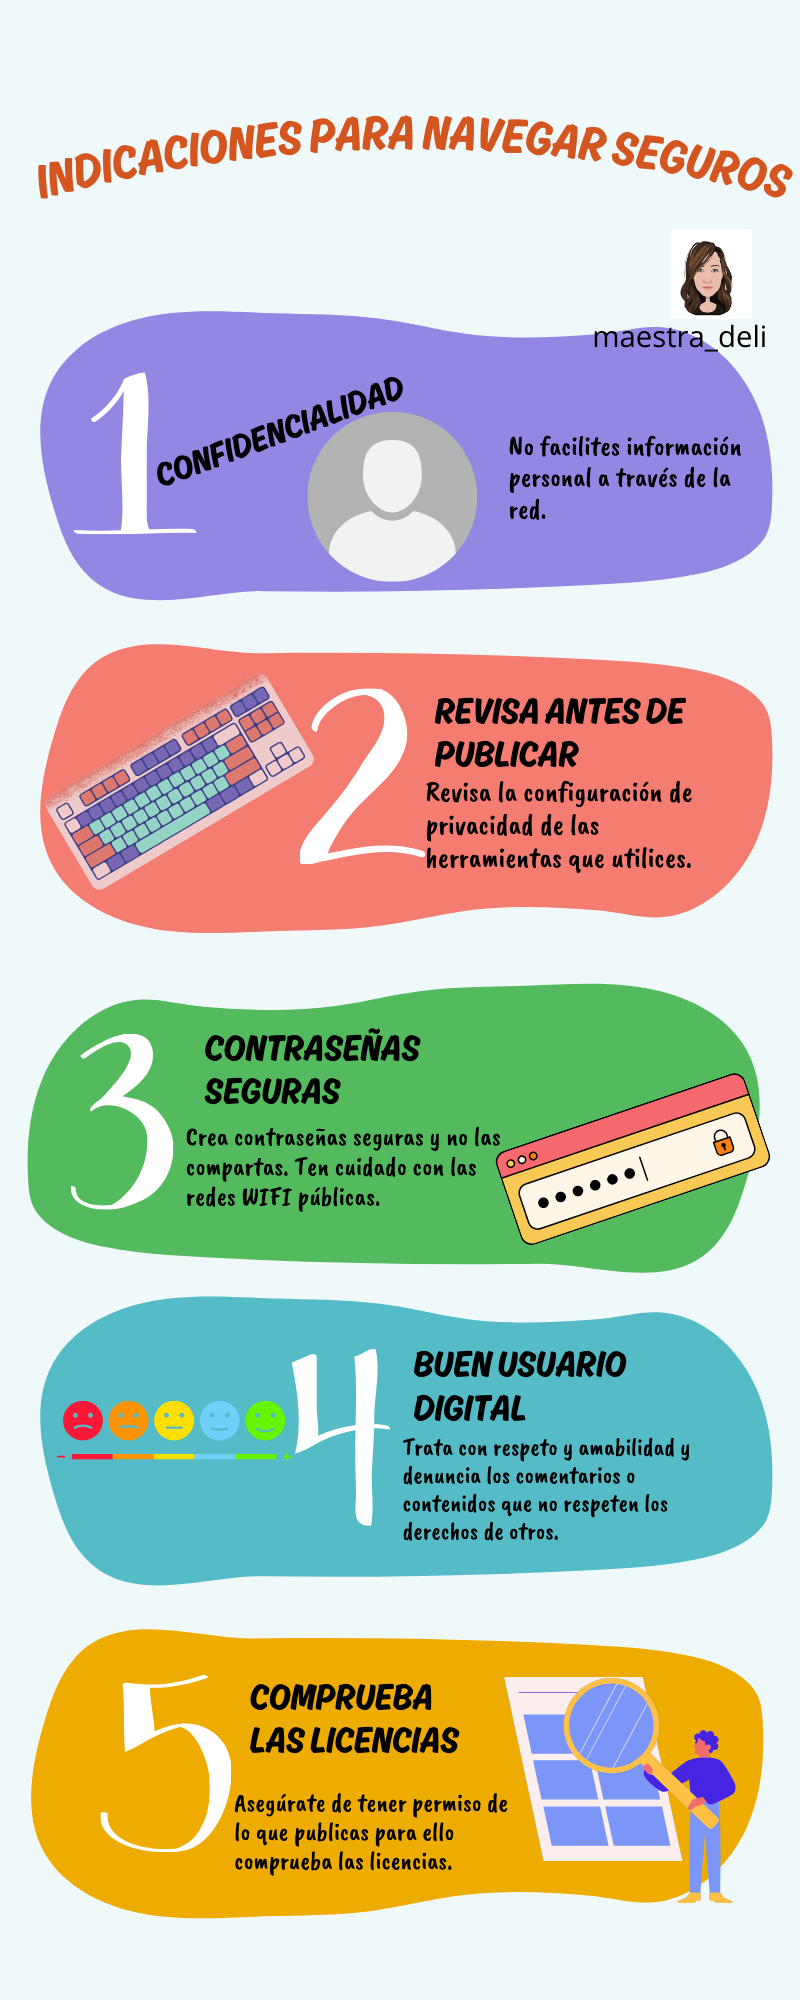 INDICACIONES PARA NAVEGAR SEGUROS
maestra_deli
1
CONFIDENCIALIDAD
No facilites información
personal a través de la
red.
2
REVISA ANTES DE
PUBLICAR
Revisa la configuración de
privacidad de las
herramientas que utilices.
3
CONTRASEÑAS
SEGURAS
Crea contraseñas seguras y no las
compartas. Ten cuidado con las
redes WIFI públicas.
4
BUEN USUARIO
DIGITAL
- +
Trata con respeto y amabilidad y
denuncia los comentarios o
contenidos que no respeten los
derechos de otros.
5
COMPRUEBA
LAS LICENCIAS
Asegúrate de tener permiso de
lo que publicas para ello
comprueba las licencias.